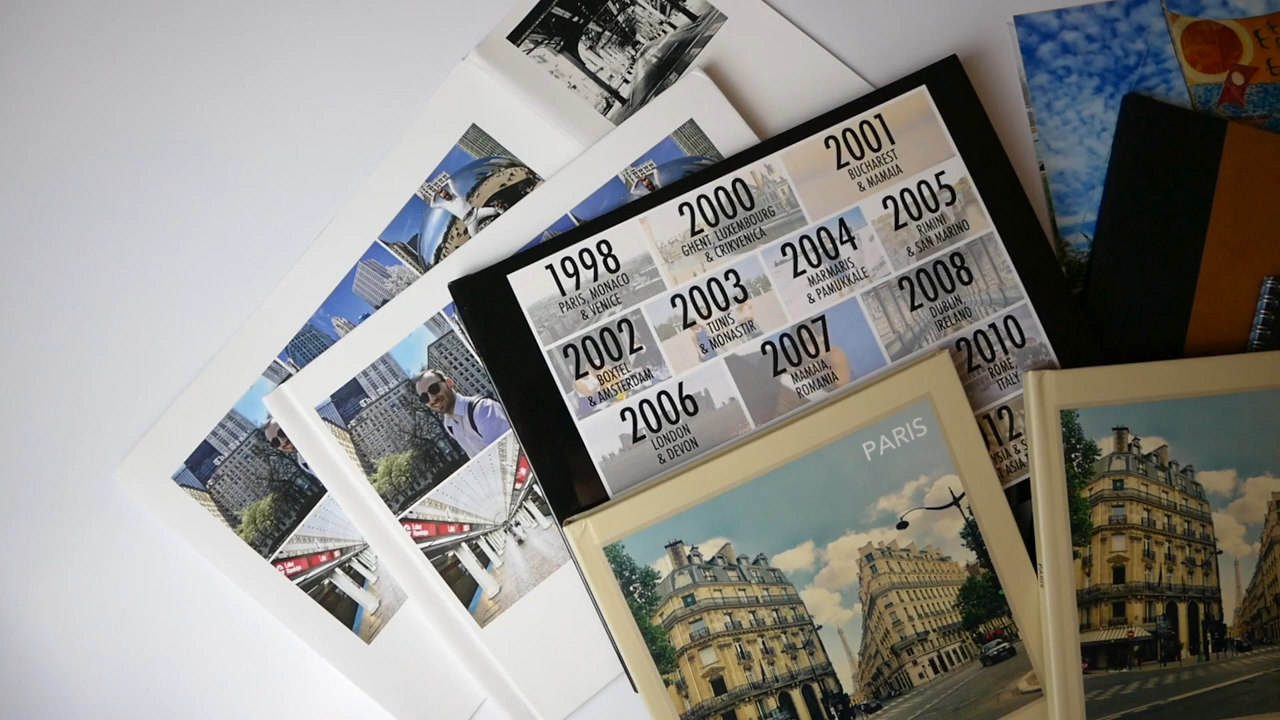 2001
BUCHAREST
& MAMAIA
2000
GHENT, LUXEMBOURG
& CRIKVENICA
2005
RIMINI
& SAN MARINO
1998
PARIS, MONACO
& VENICE
2004
MARMARIS
& PAMUKKALE
2003
TUNIS
& MONASTIR
2008
DUBLIN,
IRELAND
2002
BOXTEL
& AMSTERDAM
2007
MAMAIA,
ROMANIA
2010
ROME,
ITALY
2006
LONDON
& DEVON
12
PARIS